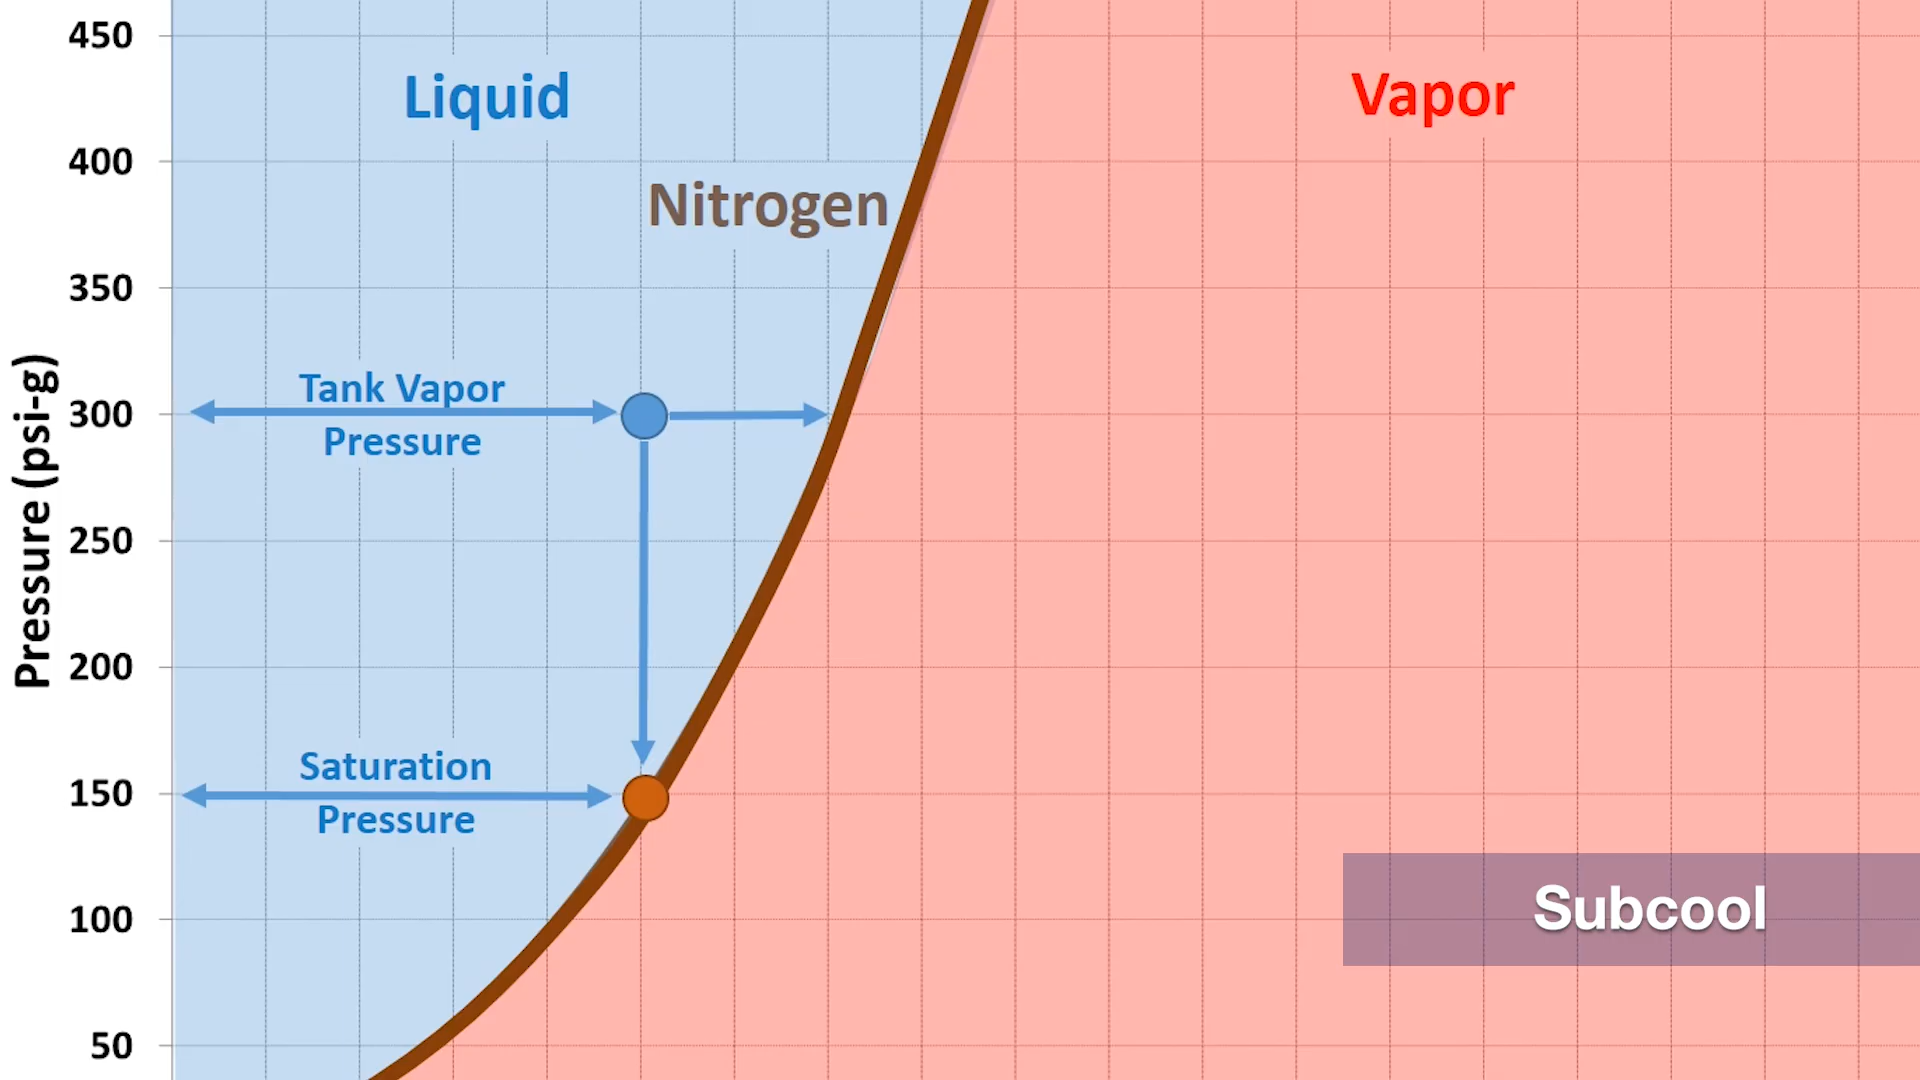 450
Liquid
Vapor
400
Nitrogen
350
Pressure (psi-g)
Tank Vapor
300
Pressure
250
200
Saturation
150
Pressure
Subcool
100
50